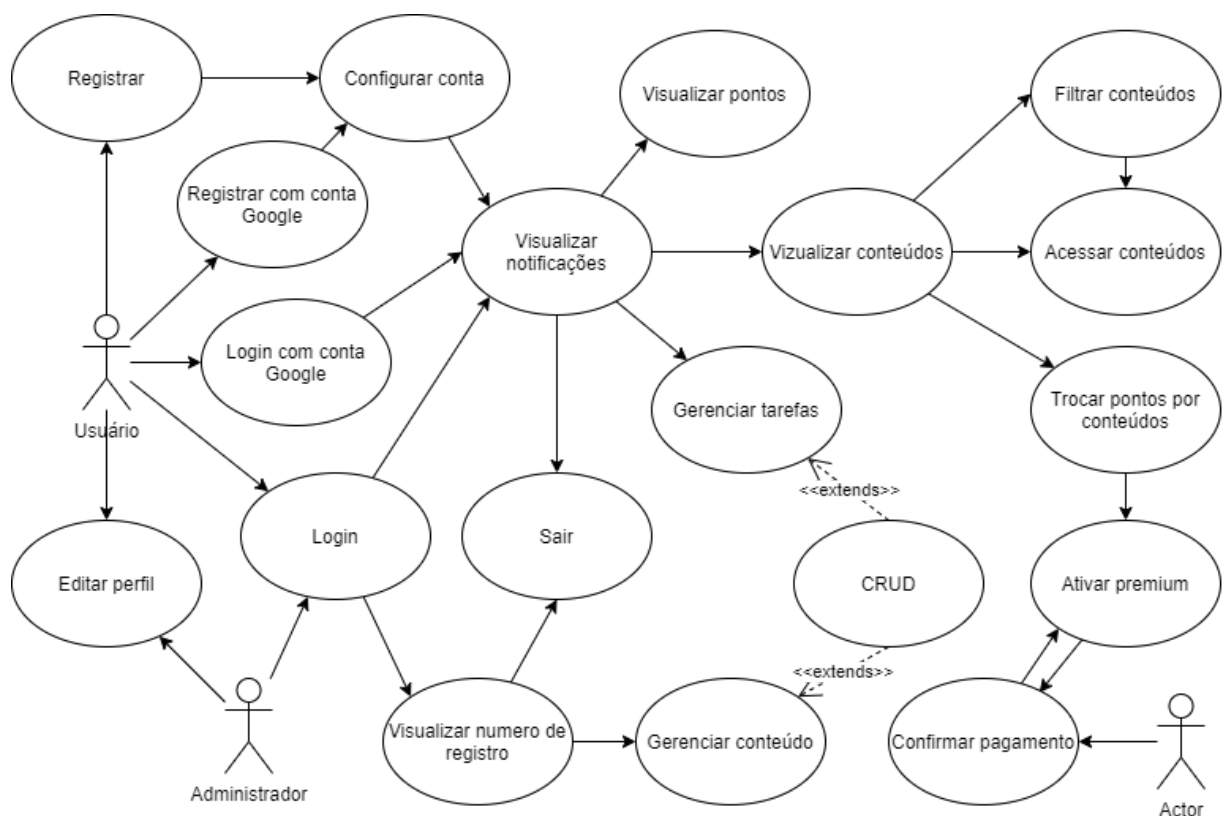 Registrar
Configurar conta
Visualizar pontos
Filtrar conteúdos
Registrar com conta
Google
Visualizar
notificações
Vizualizar conteúdos
Acessar conteúdos
Login com conta
Google
Usuário
Gerenciar tarefas
Trocar pontos por
conteúdos
<<extends>>
Login
Sair
Editar perfil
CRUD
Ativar premium
<<extends>>
Visualizar numero de
registro
Gerenciar conteúdo
Confirmar pagamento
Administrador
Actor